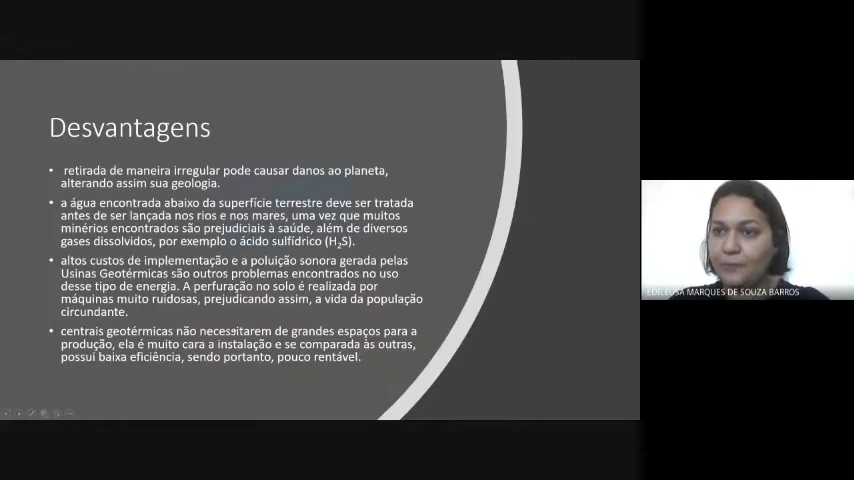 Desvantagens
• retirada de maneira irregular pode causar danos ao planeta,
alterando assim sua geologia.
• a água encontrada abaixo da superfície terrestre deve ser tratada
antes de ser lançada nos rios e nos mares, uma vez que muitos
minérios encontrados são prejudiciais à saúde, além de diversos
gases dissolvidos, por exemplo o ácido sulfídrico (H₂S).
• altos custos de implementação e a poluição sonora gerada pelas
Usinas Geotérmicas são outros problemas encontrados no uso
desse tipo de energia. A perfuração no solo é realizada por
máquinas muito ruidosas, prejudicando assim, a vida da população
circundante.
• centrais geotérmicas não necessitarem de grandes espaços para a
produção, ela é muito cara a instalação e se comparada às outras,
possui baixa eficiência, sendo portanto, pouco rentável.
EDILEUSA MARQUES DE SOUZA BARROS